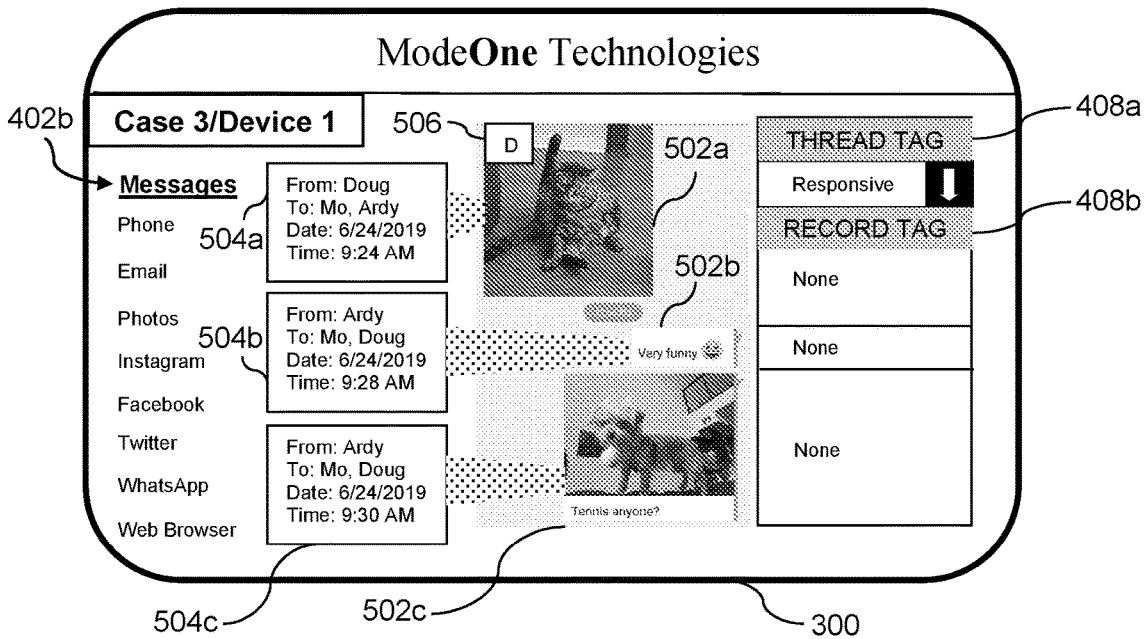 ModeOne Technologies
402b
Case 3/Device 1
506
D
502a
THREAD TAG
408a
Messages
Responsive
Phone
504a
From: Doug
To: Mo, Ardy
Date: 6/24/2019
Time: 9:24 AM
RECORD TAG
408b
Email
502b
None
Photos
504b
From: Ardy
To: Mo, Doug
Date: 6/24/2019
Time: 9:28 AM
Very funny
None
Instagram
Facebook
Twitter
From: Ardy
To: Mo, Doug
Date: 6/24/2019
Time: 9:30 AM
None
WhatsApp
Tennis anyone?
Web Browser
504c
502c
300